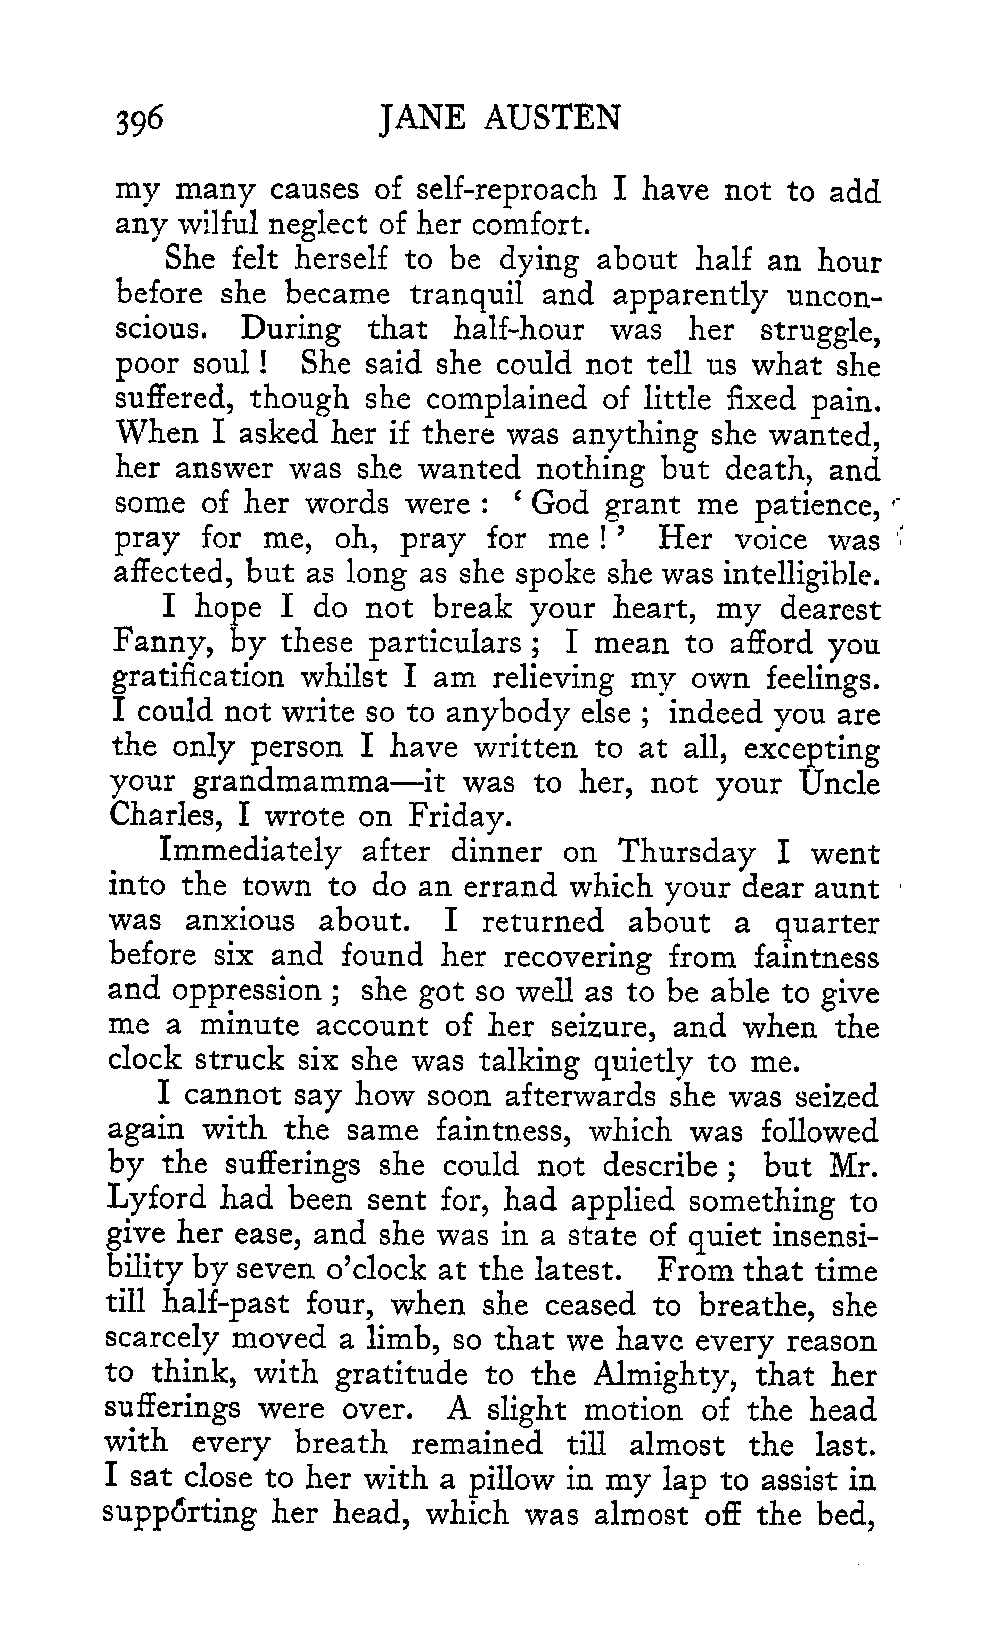 396 JANE AUSTEN
my many causes of self-reproach I have not to add
any wilful neglect of her comfort.
She felt herself to be dying about half an hour
before she became tranquil and apparently uncon-
scious. During that half-hour was her struggle,
poor soul ! She said she could not tell us what she
suffered, though she complained of little fixed pain.
When I asked her if there was anything she wanted,
her answer was she wanted nothing but death, and
some of her words were : ‘ God grant me patience,
pray for me, oh, pray for me ! ’ Her voice was
affected, but as long as she spoke she was intelligible.
I hope I do not break your heart, my dearest
Fanny, by these particulars ; I mean to afford you
gratification whilst I am relieving my own feelings.
I could not write so to anybody else ; indeed you are
the only person I have written to at all, excepting
your grandmamma—it was to her, not your Uncle
Charles, I wrote on Friday.
Immediately after dinner on Thursday I went
into the town to do an errand which your dear aunt
was anxious about. I returned about a quarter
before six and found her recovering from faintness
and oppression ; she got so well as to be able to give
me a minute account of her seizure, and when the
clock struck six she was talking quietly to me.
I cannot say how soon afterwards she was seized
again with the same faintness, which was followed
by the sufferings she could not describe ; but Mr.
Lyford had been sent for, had applied something to
give her ease, and she was in a state of quiet insensi-
bility by seven o’clock at the latest. From that time
till half-past four, when she ceased to breathe, she
scarcely moved a limb, so that we have every reason
to think, with gratitude to the Almighty, that her
sufferings were over. A slight motion of the head
with every breath remained till almost the last.
I sat close to her with a pillow in my lap to assist in
supporting her head, which was almost off the bed,